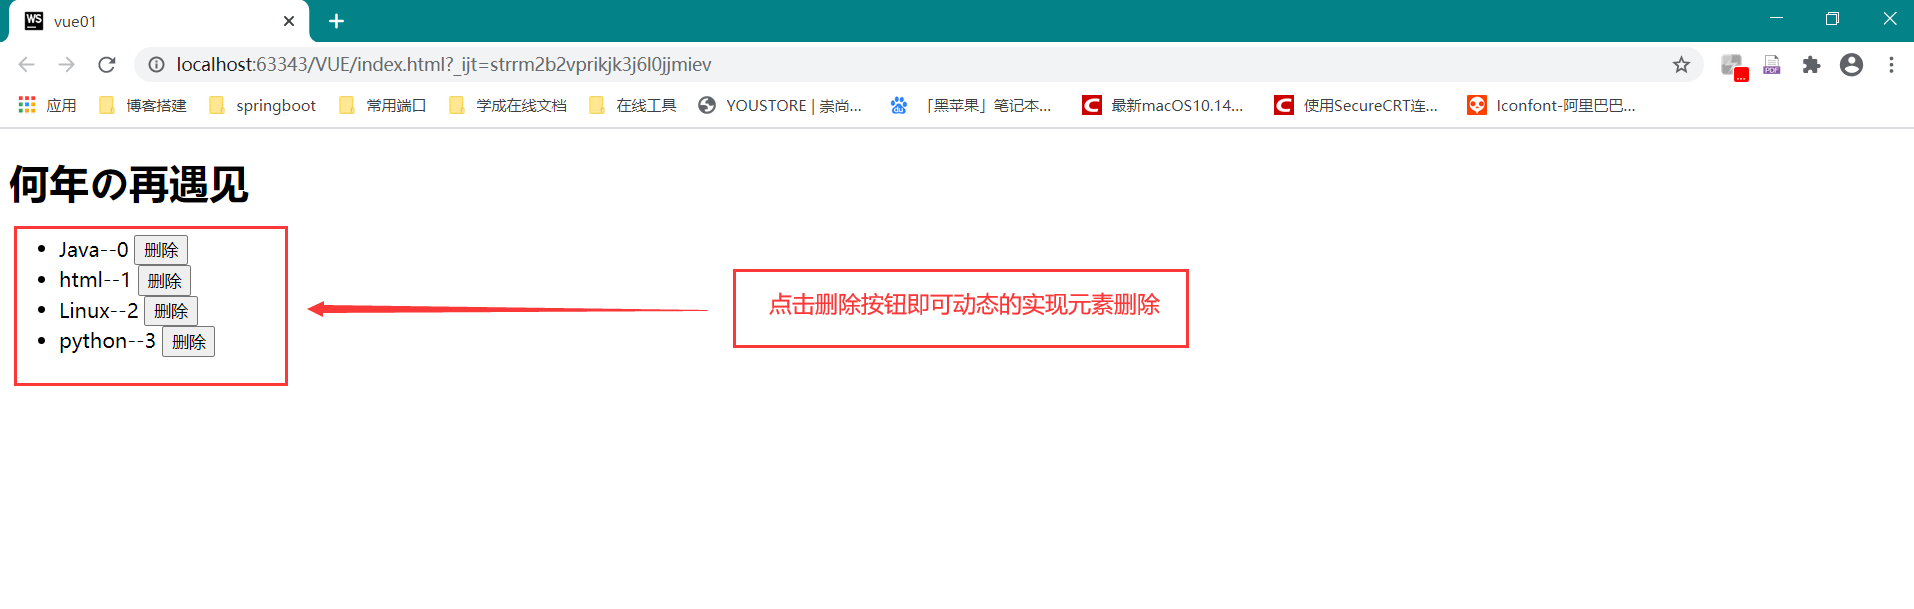 WS vue01
localhost:63343/VUE/index.html?_ijt=strrm2b2vprikjk3j6l0jjmiev
PDF
应用 博客搭建 springboot 常用端口 学成在线文档 在线工具 YOUSTORE | 崇尚... 「黑苹果」笔记本... 最新macOS10.14... 使用SecureCRT连... Iconfont-阿里巴巴...
何年の再遇见
Java--0 删除
html--1 删除
Linux--2 删除
python--3 删除
点击删除按钮即可动态的实现元素删除